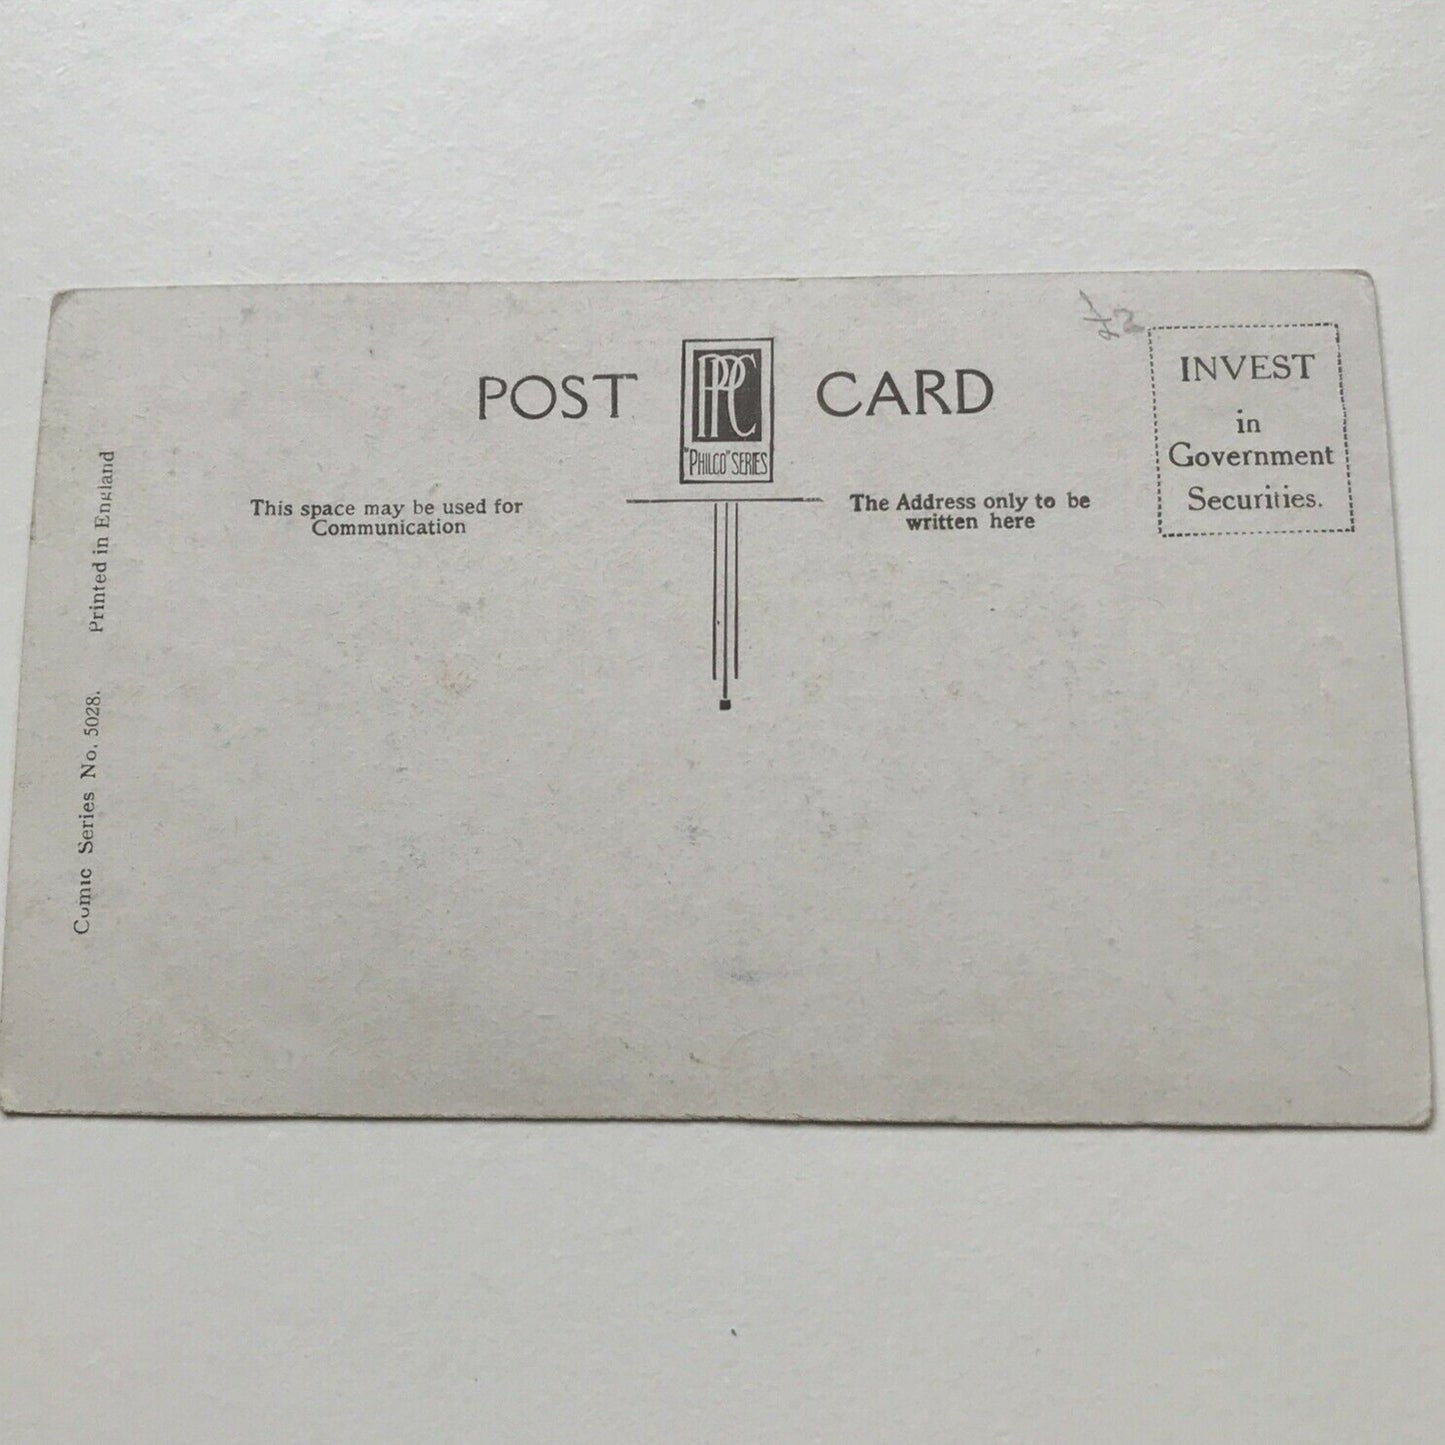 POST CARD
PPC
"PHILCO" SERIES
£2
INVEST
in
Government
Securities.
This space may be used for
Communication
The Address only to be
written here
Comic Series No. 5028. Printed in England